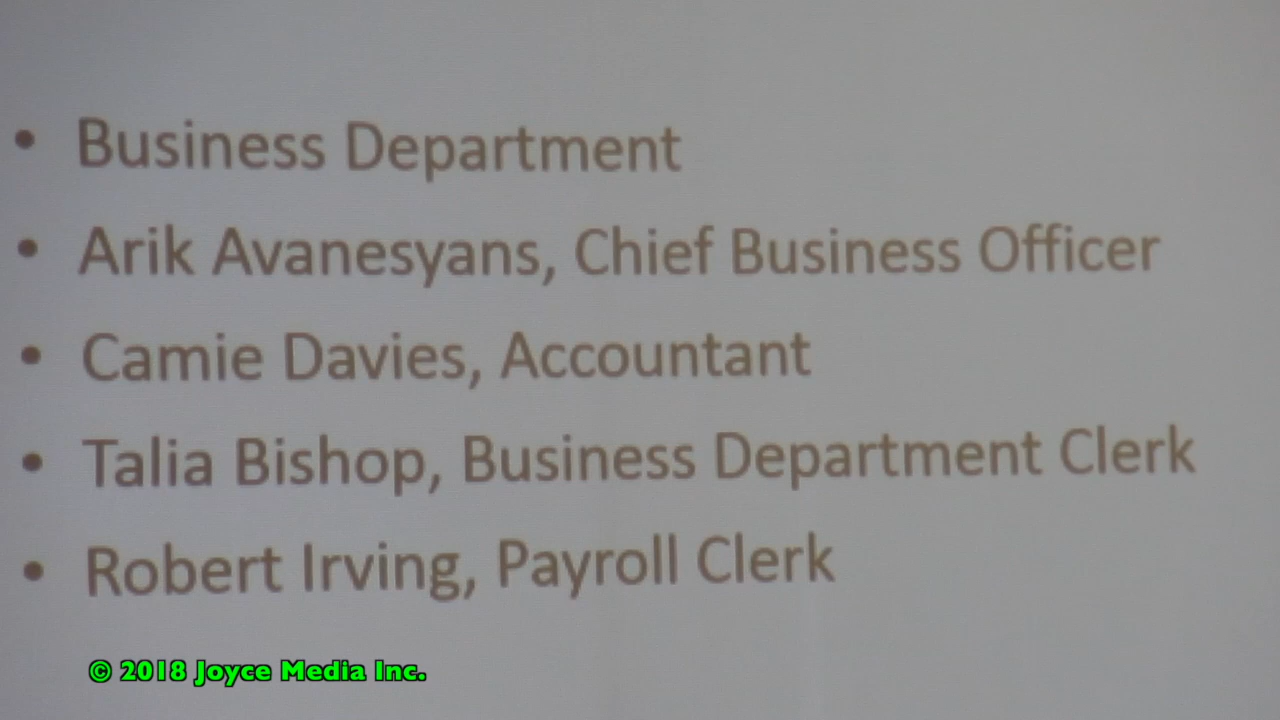 • Business Department
• Arik Avanesyans, Chief Business Officer
• Camie Davies, Accountant
• Talia Bishop, Business Department Clerk
• Robert Irving, Payroll Clerk
© 2018 Joyce Media Inc.